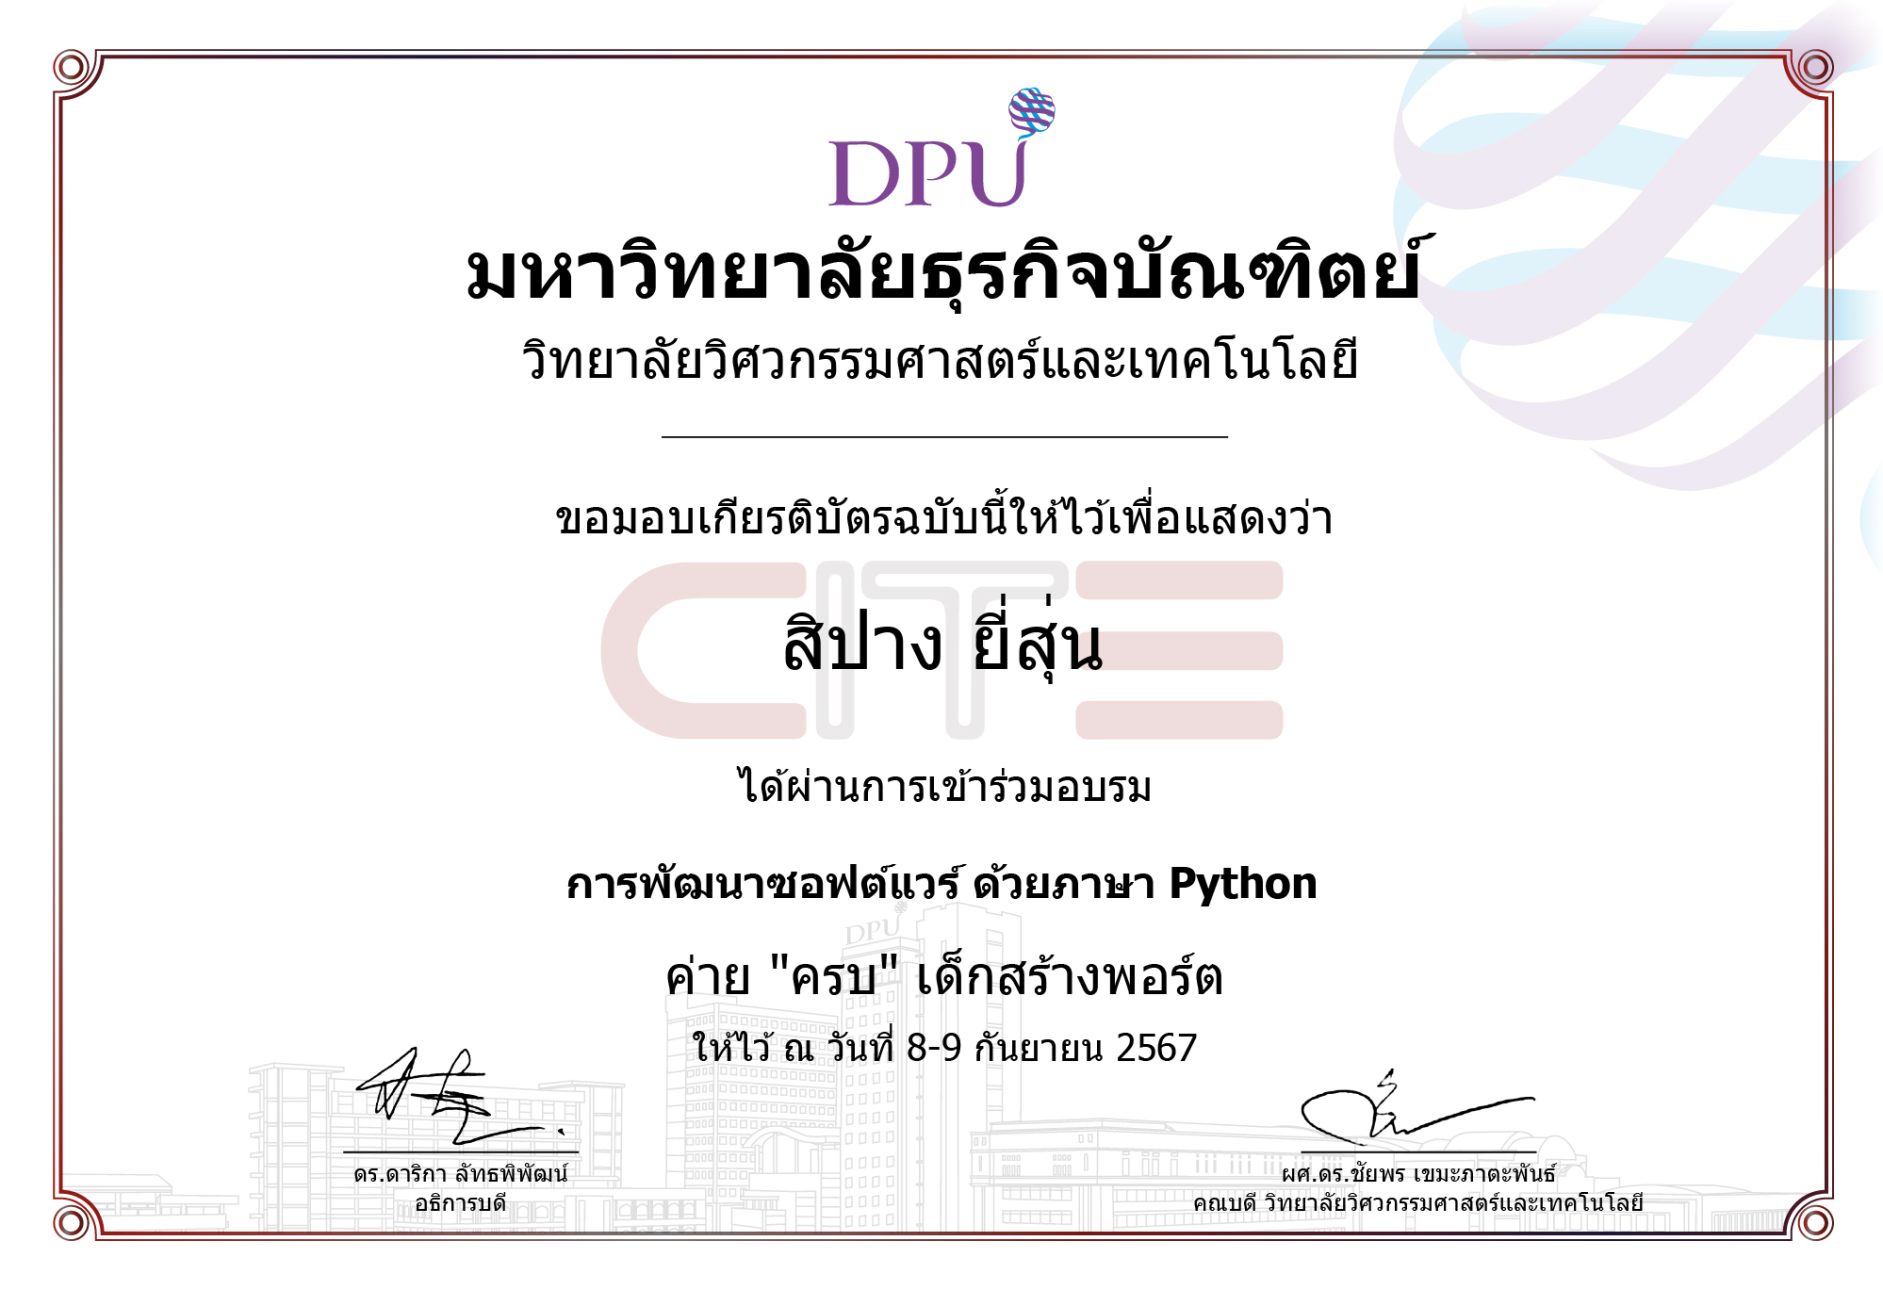 DPU
มหาวิทยาลัยธุรกิจบัณฑิตย์
วิทยาลัยวิศวกรรมศาสตร์และเทคโนโลยี
ขอมอบเกียรติบัตรฉบับนี้ให้ไว้เพื่อแสดงว่า
CITE
สิปาง ยี่สุ่น
ได้ผ่านการเข้าร่วมอบรม
การพัฒนาซอฟต์แวร์ ด้วยภาษา Python
DPU
ค่าย "ครบ" เด็กสร้างพอร์ต
ให้ไว้ ณ วันที่ 8-9 กันยายน 2567
ดร.ดาริกา ลัทธพิพัฒน์
อธิการบดี
ผศ.ดร.ชัยพร เขมะภาตะพันธ์
คณบดี วิทยาลัยวิศวกรรมศาสตร์และเทคโนโลยี